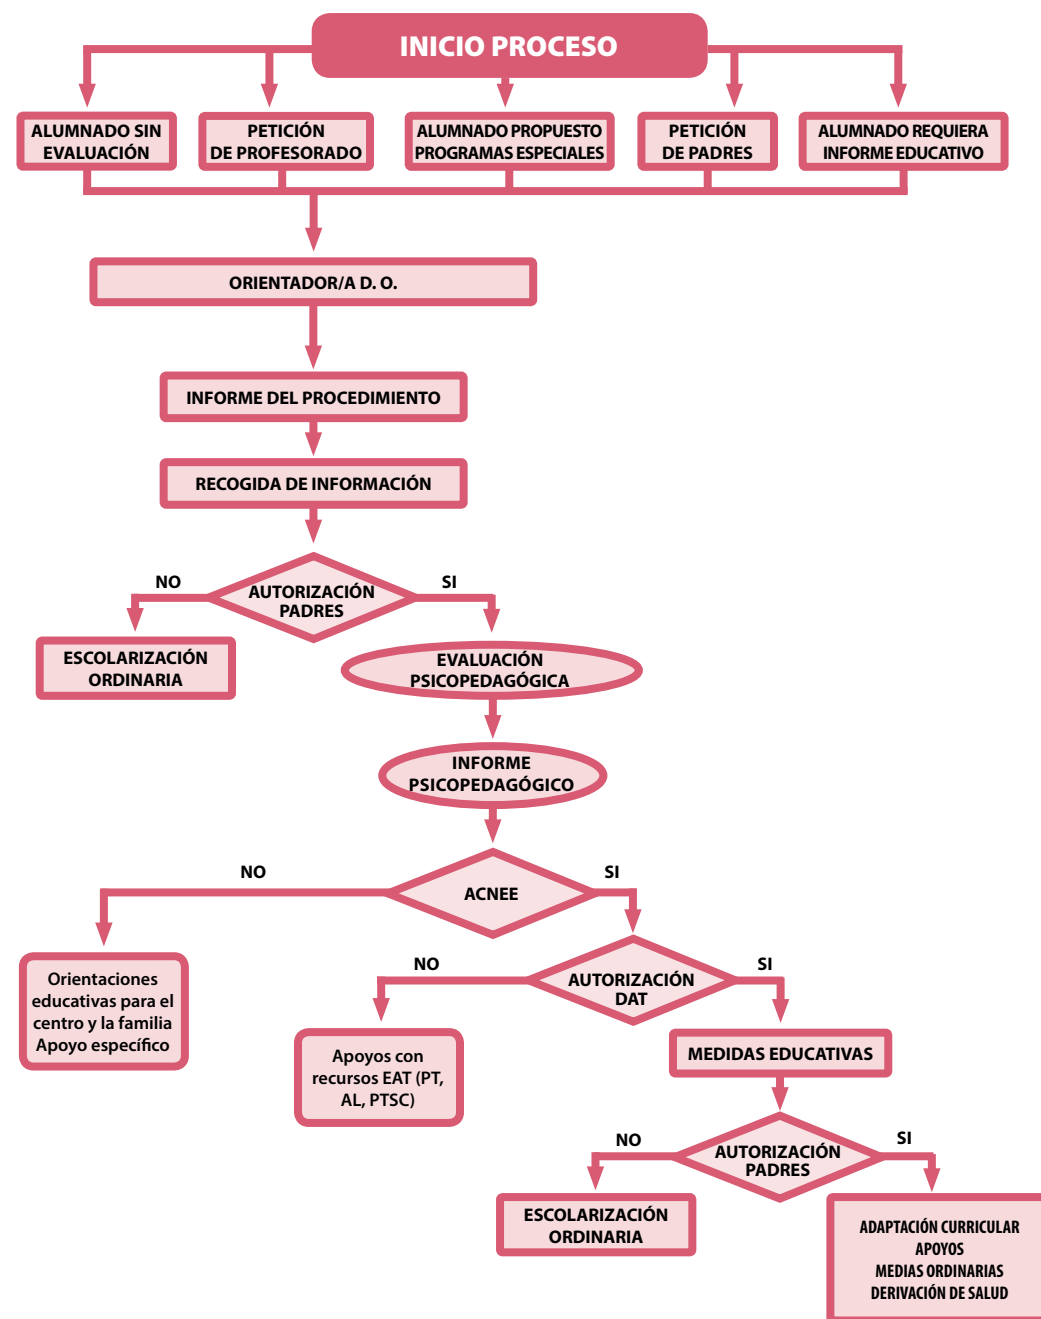 INICIO PROCESO
ALUMNADO SIN
EVALUACIÓN
PETICIÓN
DE PROFESORADO
ALUMNADO PROPUESTO
PROGRAMAS ESPECIALES
PETICIÓN
DE PADRES
ALUMNADO REQUIERA
INFORME EDUCATIVO
ORIENTADOR/A D. O.
INFORME DEL PROCEDIMIENTO
RECOGIDA DE INFORMACIÓN
NO
AUTORIZACIÓN
PADRES
SI
ESCOLARIZACIÓN
ORDINARIA
EVALUACIÓN
PSICOPEDAGÓGICA
INFORME
PSICOPEDAGÓGICO
NO
ACNEE
SI
Orientaciones
educativas para el
centro y la familia
Apoyo específico
NO
AUTORIZACIÓN
DAT
SI
Apoyos con
recursos EAT (PT,
AL, PTSC)
MEDIDAS EDUCATIVAS
NO
AUTORIZACIÓN
PADRES
SI
ESCOLARIZACIÓN
ORDINARIA
ADAPTACIÓN CURRICULAR
APOYOS
MEDIAS ORDINARIAS
DERIVACIÓN DE SALUD